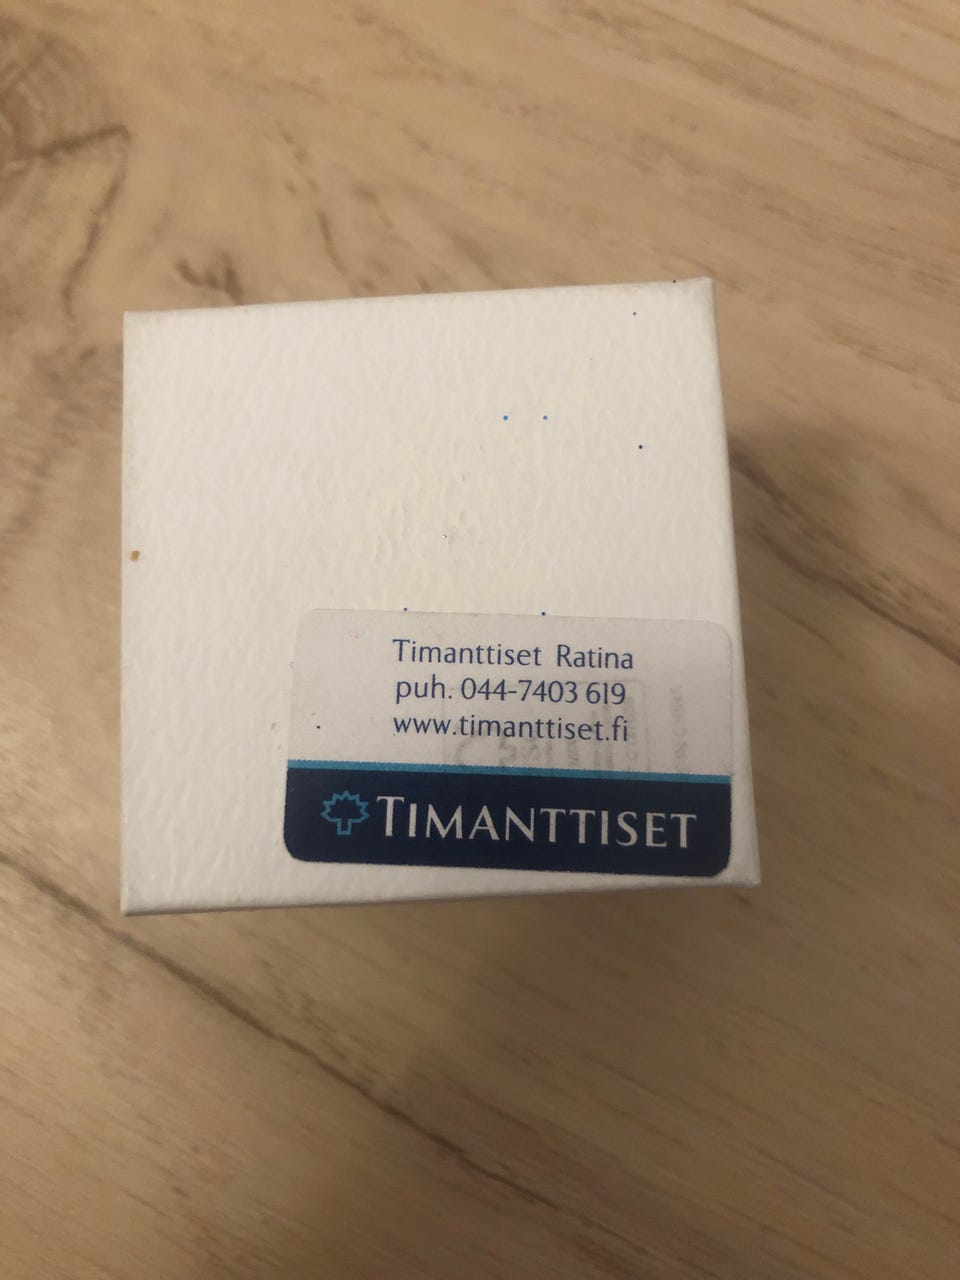 Timanttiset Ratina
puh. 044-7403 619
www.timanttiset.fi
TIMANTTISET